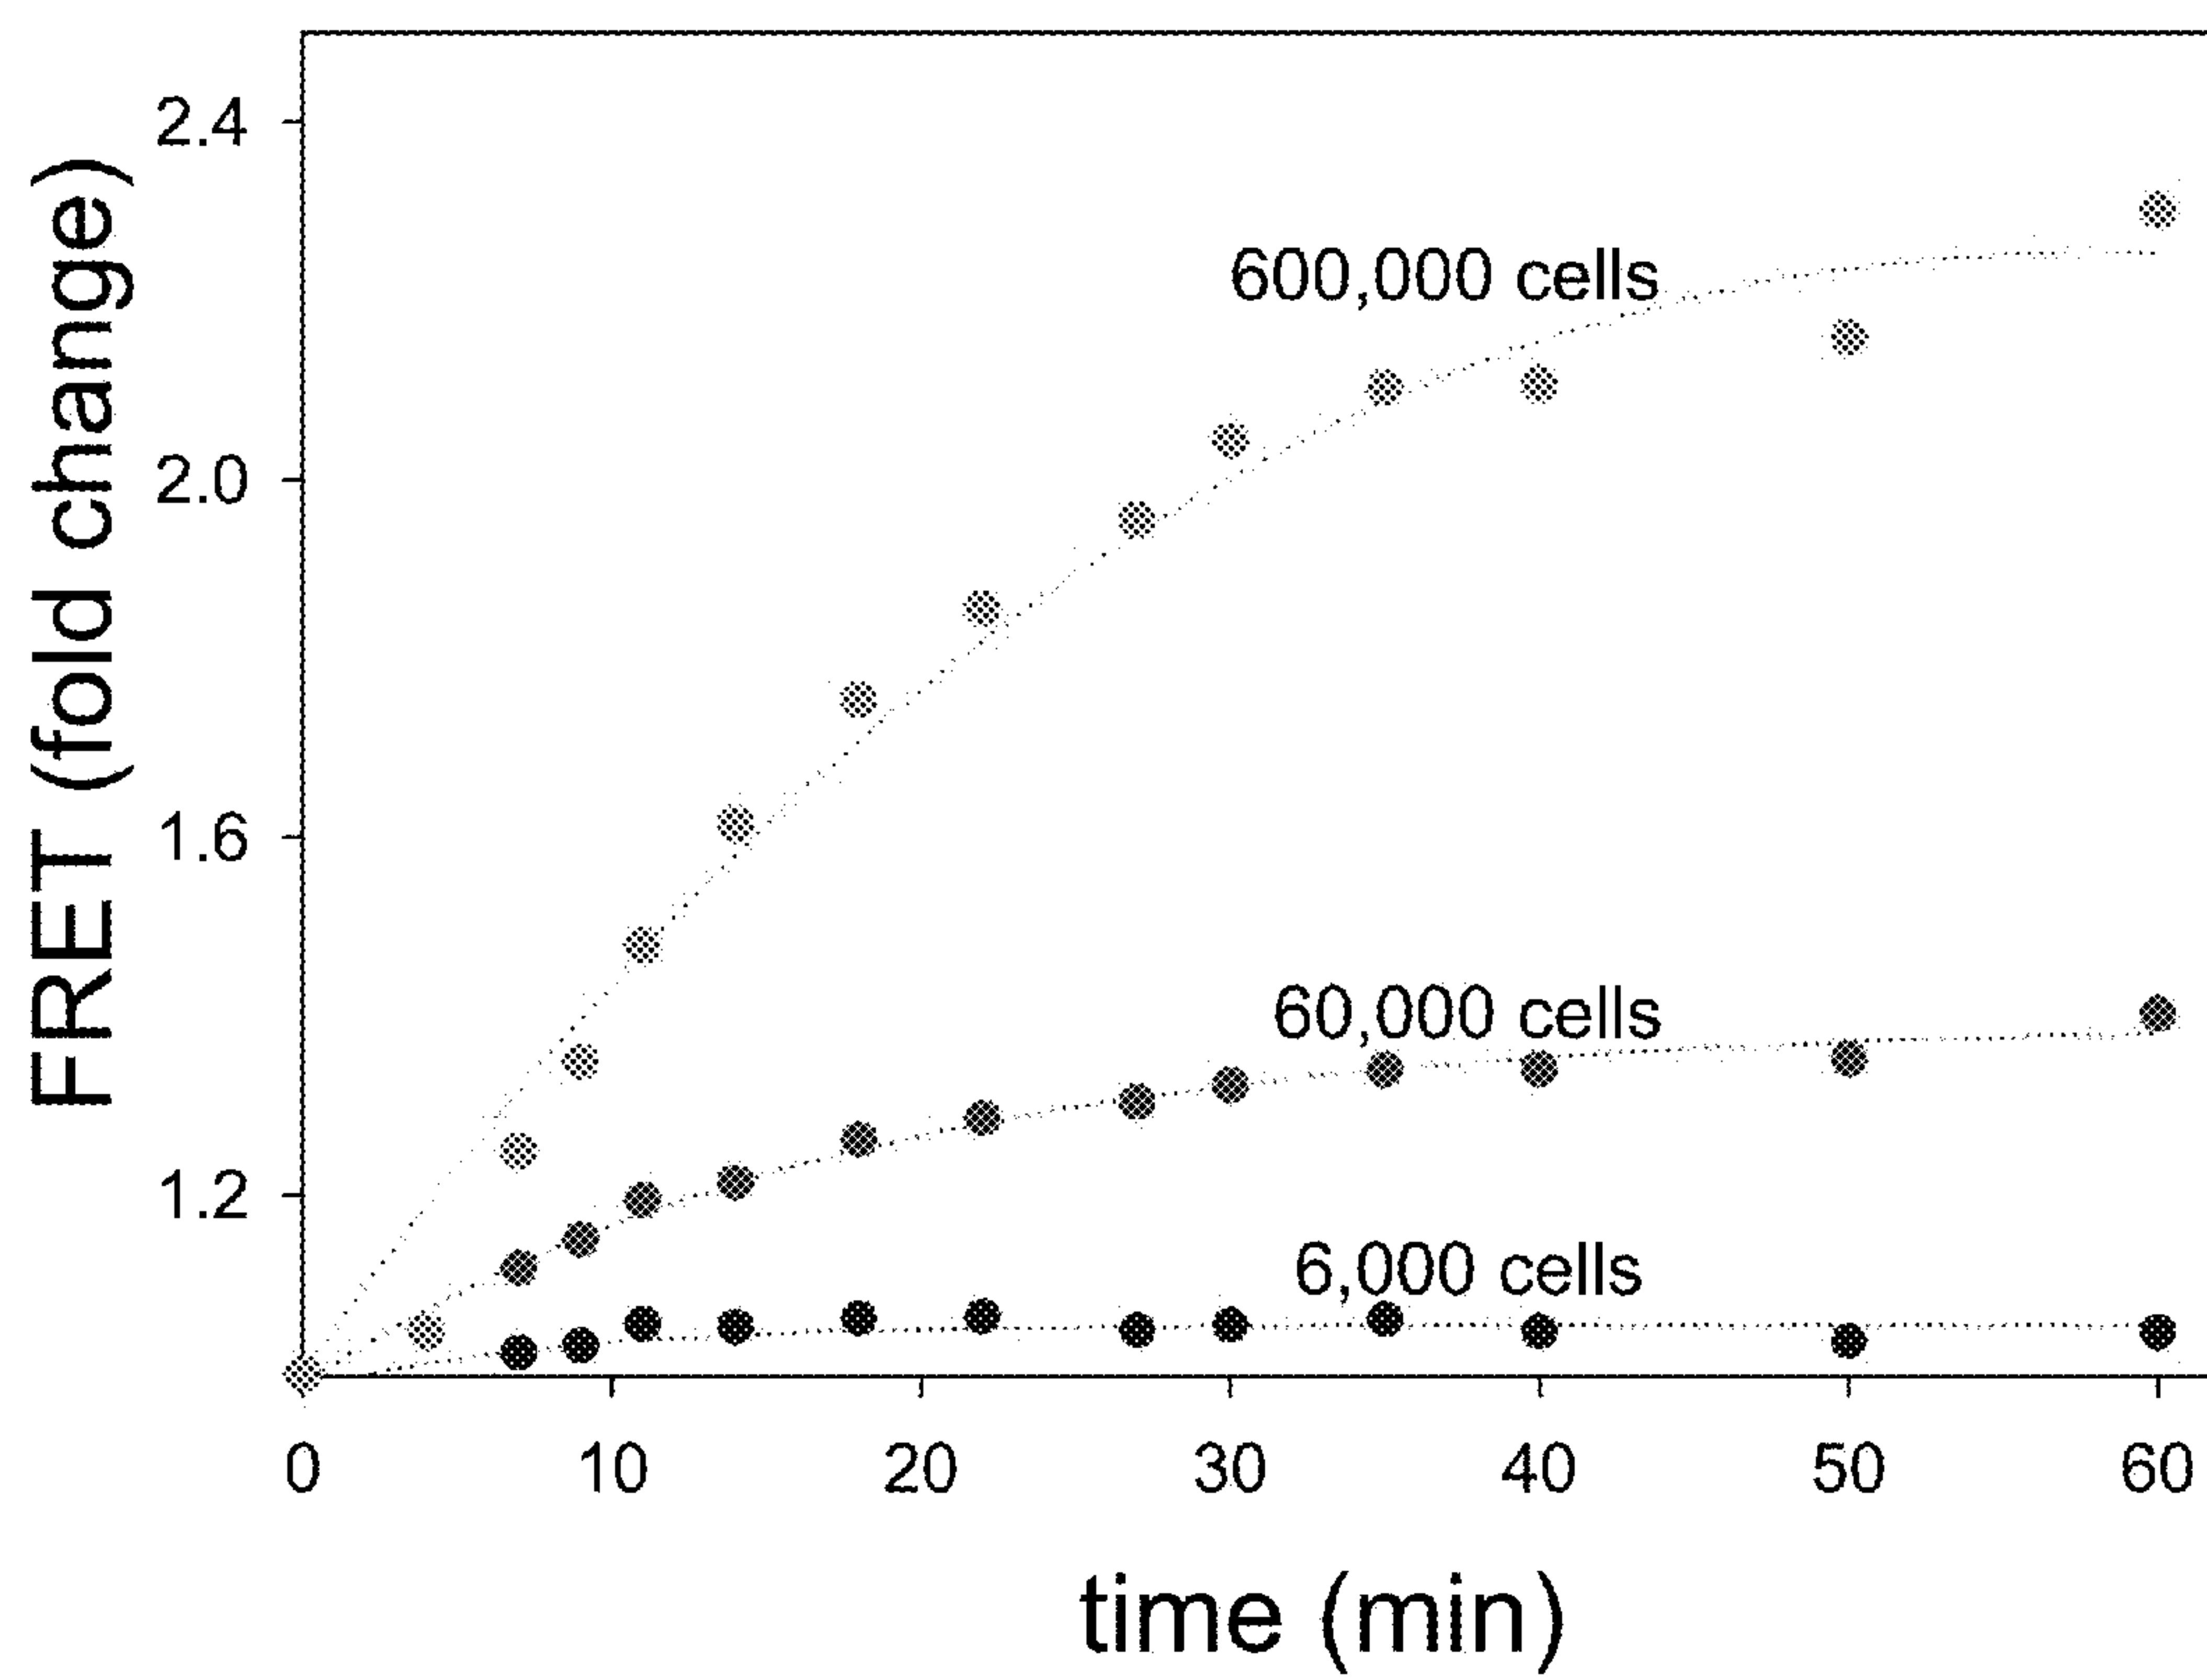 FRET (fold change)
2.4
2.0
1.6
1.2
600,000 cells
60,000 cells
6,000 cells
0 10 20 30 40 50 60
time (min)